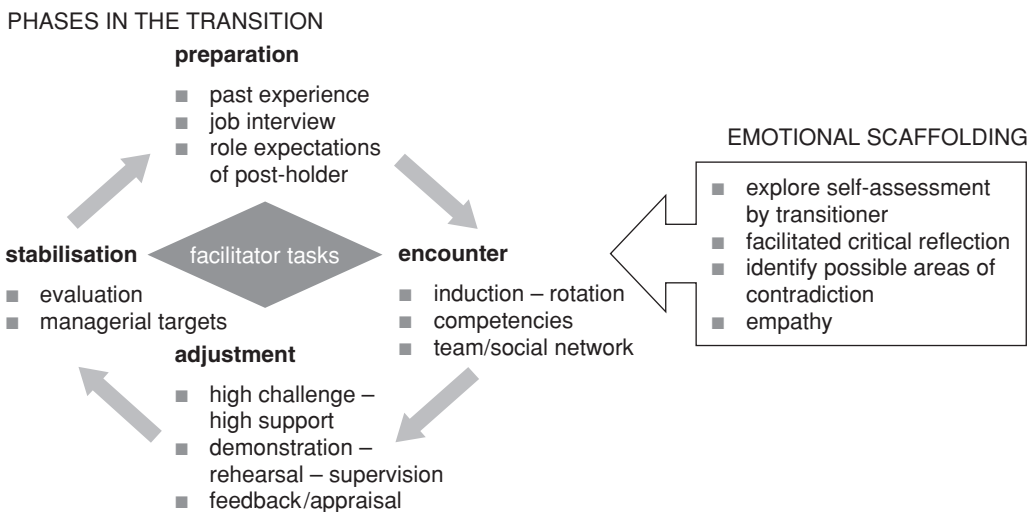 PHASES IN THE TRANSITION
preparation
■ past experience
■ job interview
■ role expectations
of post-holder
EMOTIONAL SCAFFOLDING
■ explore self-assessment
by transitioner
■ facilitated critical reflection
■ identify possible areas of
contradiction
■ empathy
stabilisation
■ evaluation
■ managerial targets
facilitator tasks
encounter
■ induction – rotation
■ competencies
■ team/social network
adjustment
■ high challenge –
high support
■ demonstration –
rehearsal – supervision
■ feedback/appraisal